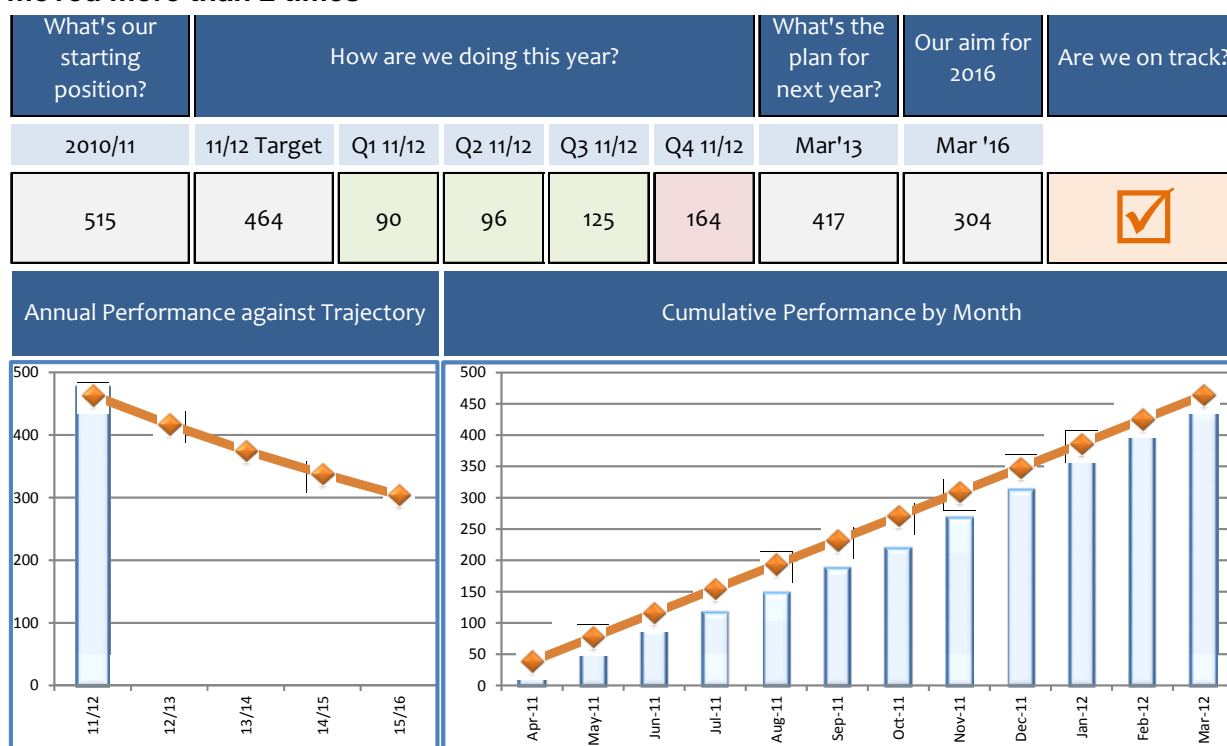 moved more than 2 times
What's our starting position?
How are we doing this year?
What's the plan for next year?
Our aim for 2016
Are we on track?
2010/11 11/12 Target Q1 11/12 Q2 11/12 Q3 11/12 Q4 11/12 Mar'13 Mar '16
515 464 90 96 125 164 417 304
Annual Performance against Trajectory
Cumulative Performance by Month
500
400
300
200
100
0
11/12 12/13 13/14 14/15 15/16
500
450
400
350
300
250
200
150
100
50
0
Apr-11 May-11 Jun-11 Jul-11 Aug-11 Sep-11 Oct-11 Nov-11 Dec-11 Jan-12 Feb-12 Mar-12